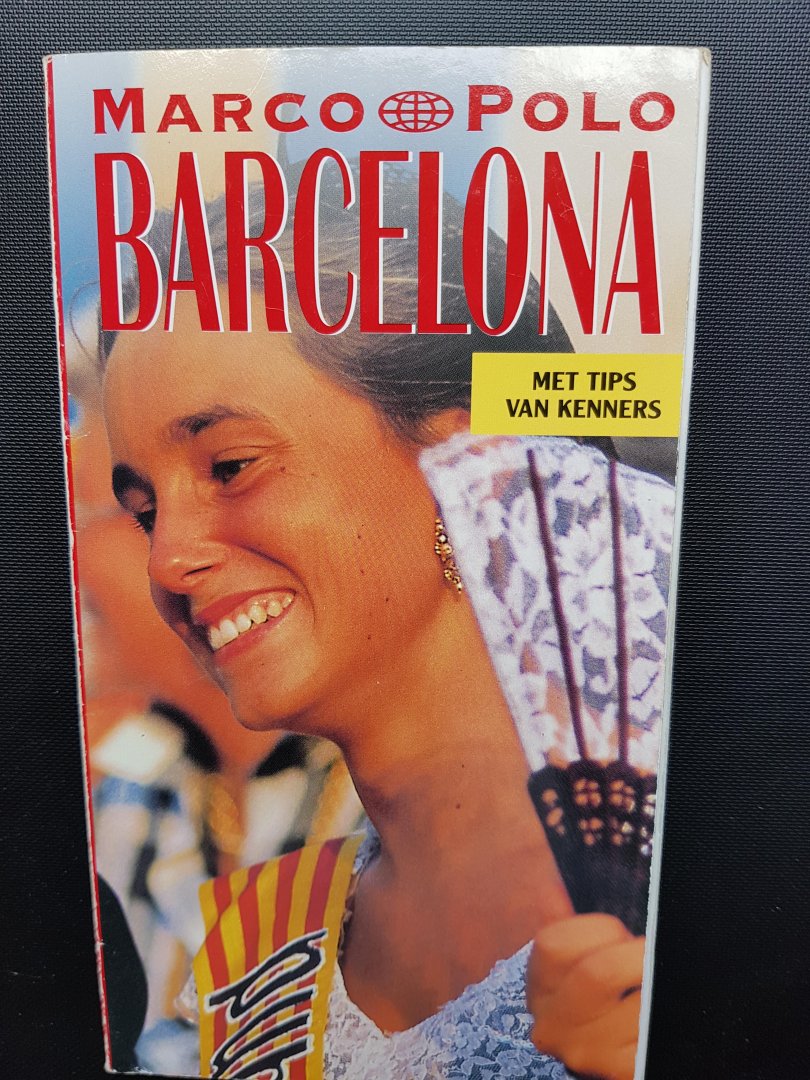 MARCO POLO
BARCELONA
MET TIPS
VAN KENNERS